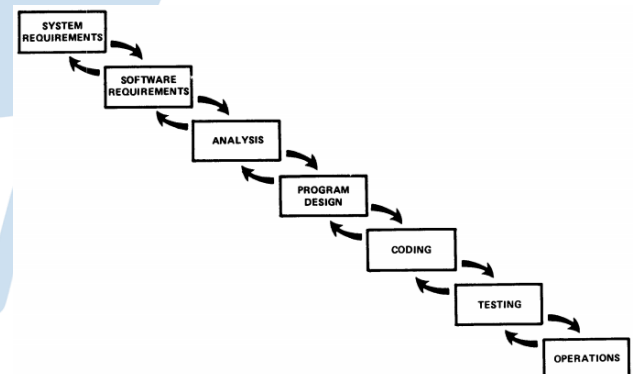 SYSTEM
REQUIREMENTS
SOFTWARE
REQUIREMENTS
ANALYSIS
PROGRAM
DESIGN
CODING
TESTING
OPERATIONS